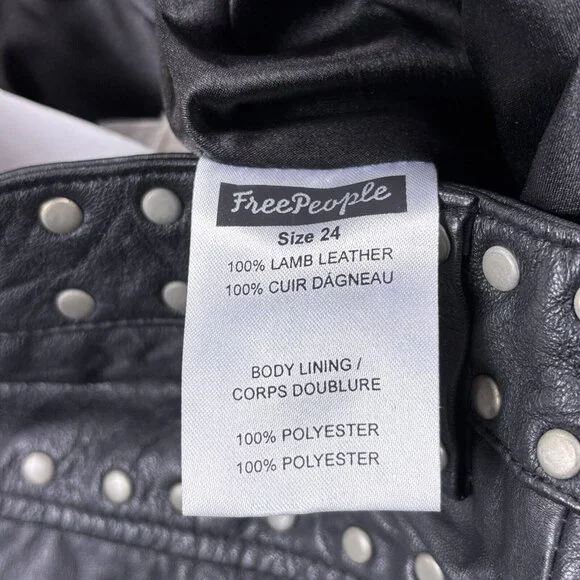 FreePeople
Size 24
100% LAMB LEATHER
100% CUIR DÁGNEAU
BODY LINING /
CORPS DOUBLURE
100% POLYESTER
100% POLYESTER